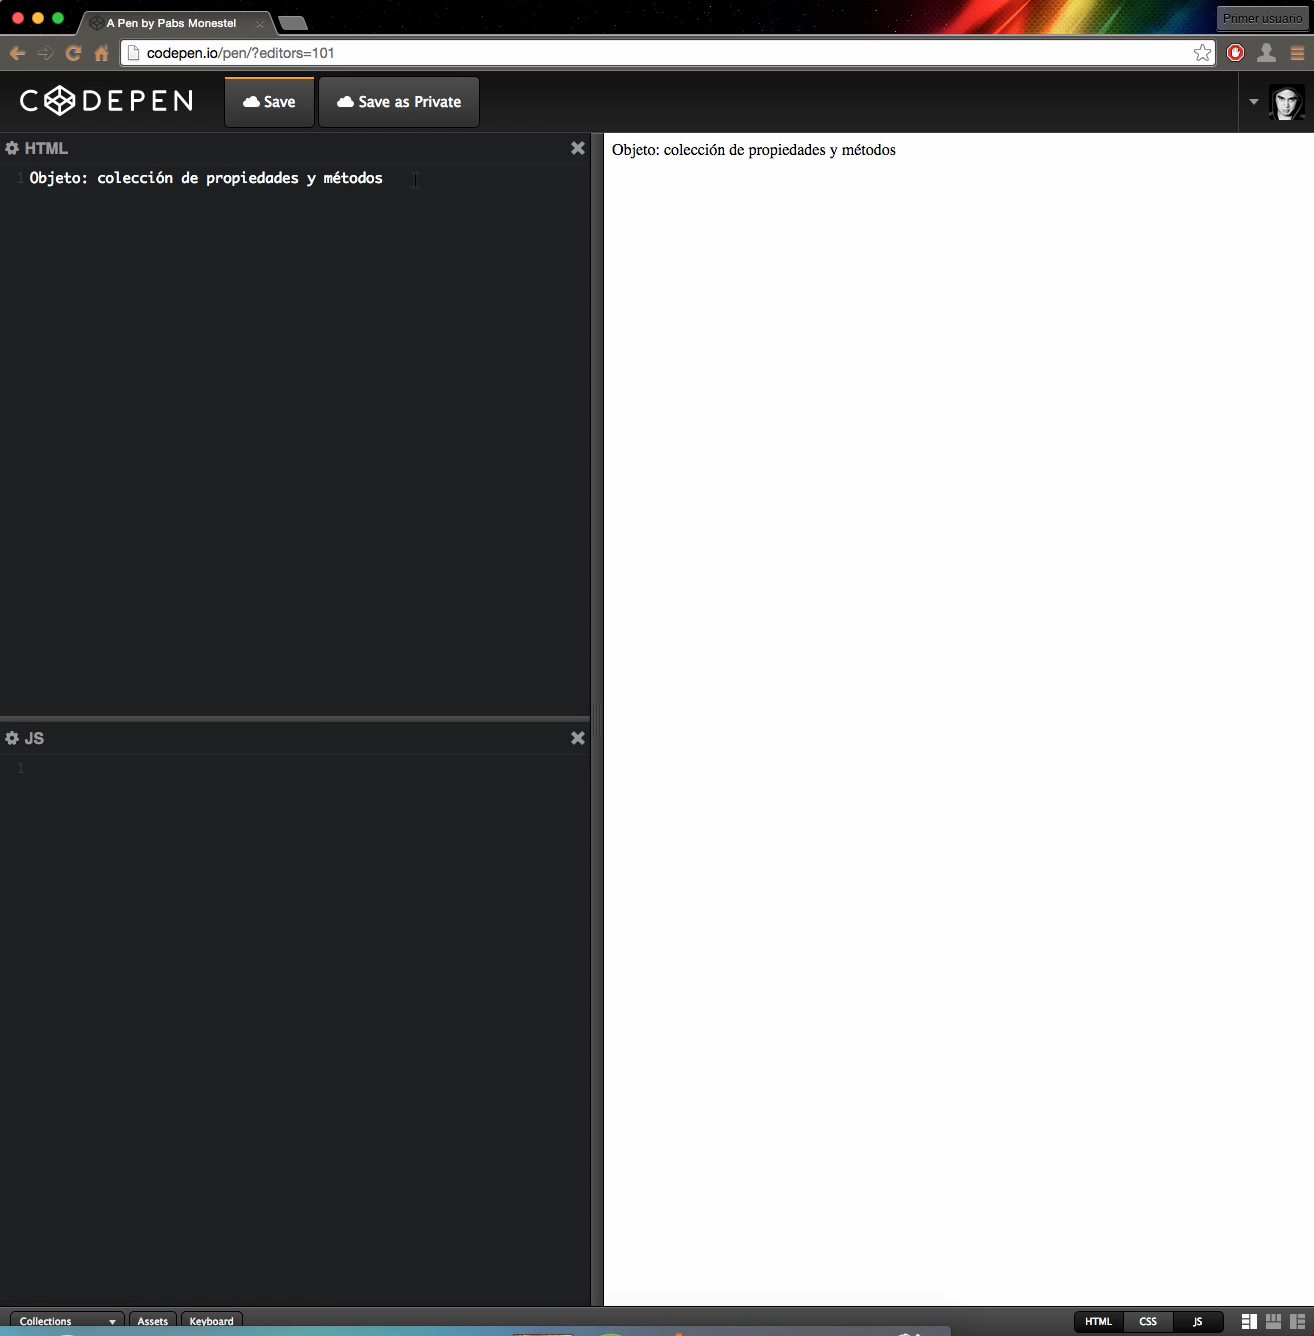 A Pen by Pabs Monestel
Primer usuario
codepen.io/pen/?editors=101
CODEPEN
Save
Save as Private
HTML
1 Objeto: colección de propiedades y métodos
Objeto: colección de propiedades y métodos
JS
1
Collections
Assets
Keyboard
HTML
CSS
JS